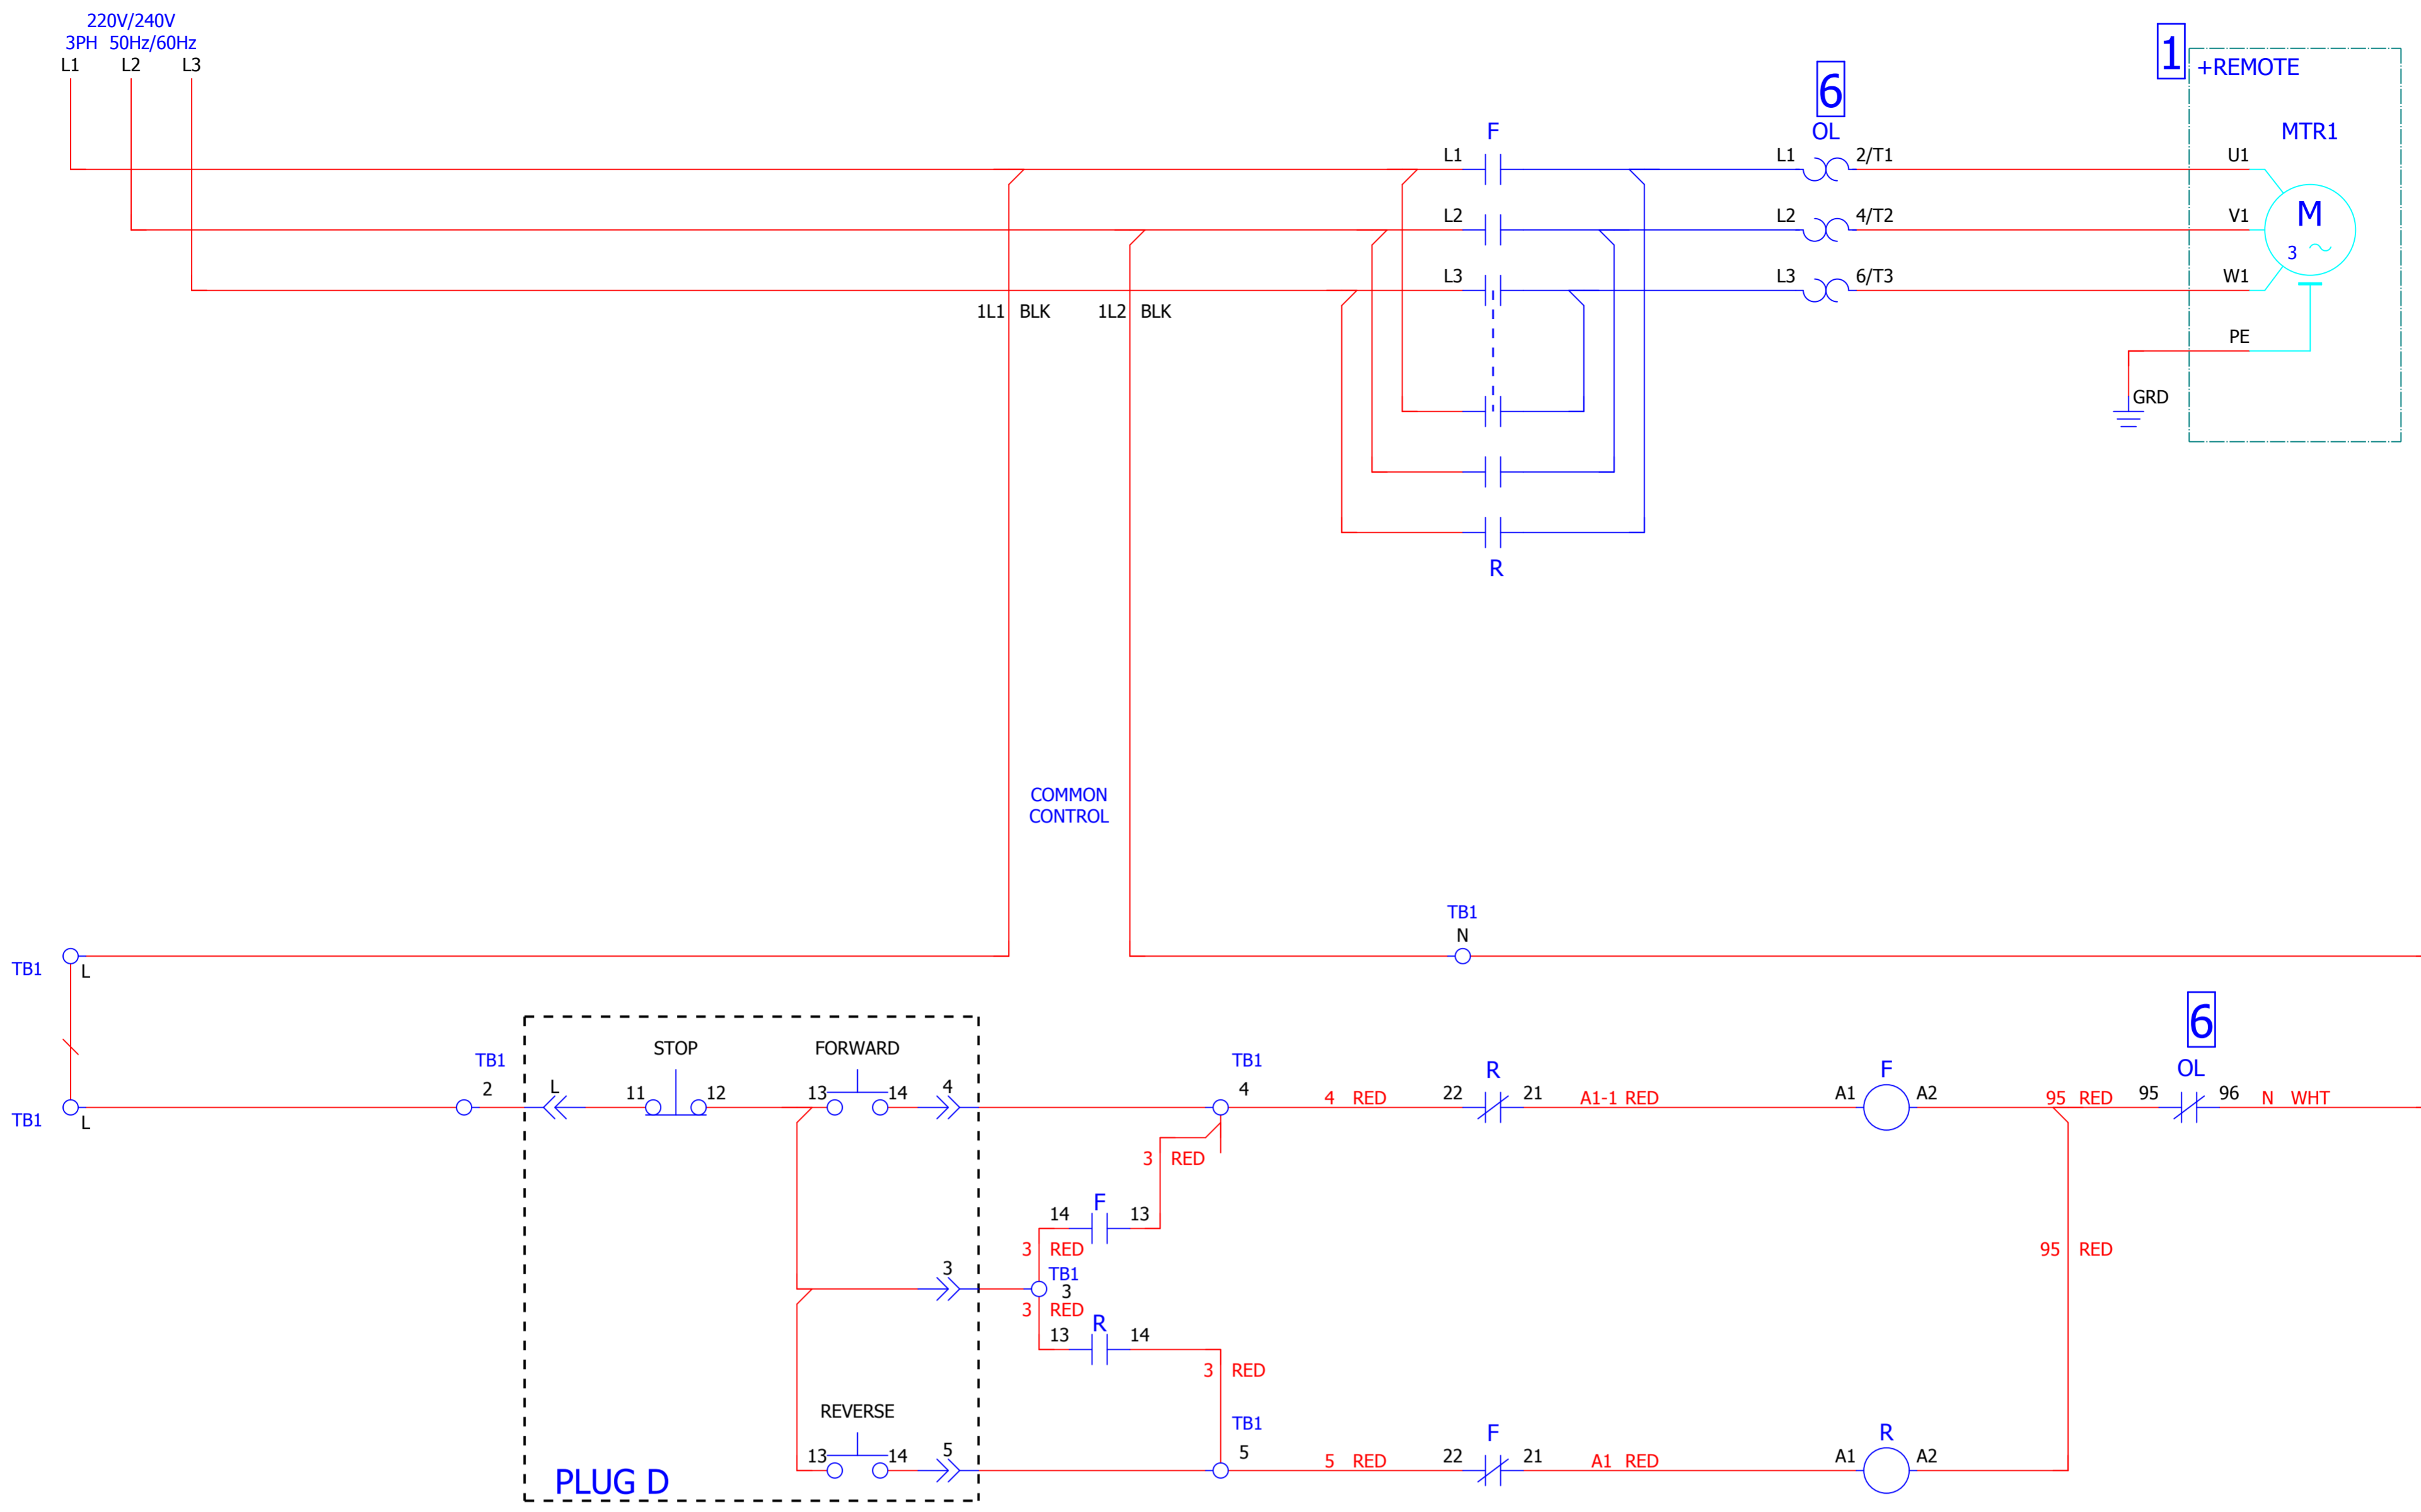 220V/240V
3PH 50Hz/60Hz
L1 L2 L3
1
+REMOTE
6
OL
F
MTR1
L1 L1 2/T1 U1
L2 L2 4/T2 V1
M
3
L3 L3 6/T3 W1
1L1 BLK 1L2 BLK
PE
GRD
R
COMMON
CONTROL
TB1
N
TB1 L
6
STOP FORWARD
TB1 TB1 R F OL
2 L 11 12 13 14 4 4
4 RED 22 21 A1-1 RED A1 A2 95 RED 95 96 N WHT
TB1 L
3 RED
F
14 13
3 RED 95 RED
3 TB1
3
3 RED
R
13 14
3 RED
REVERSE TB1 F R
13 14 5 5
5 RED 22 21 A1 RED A1 A2
PLUG D